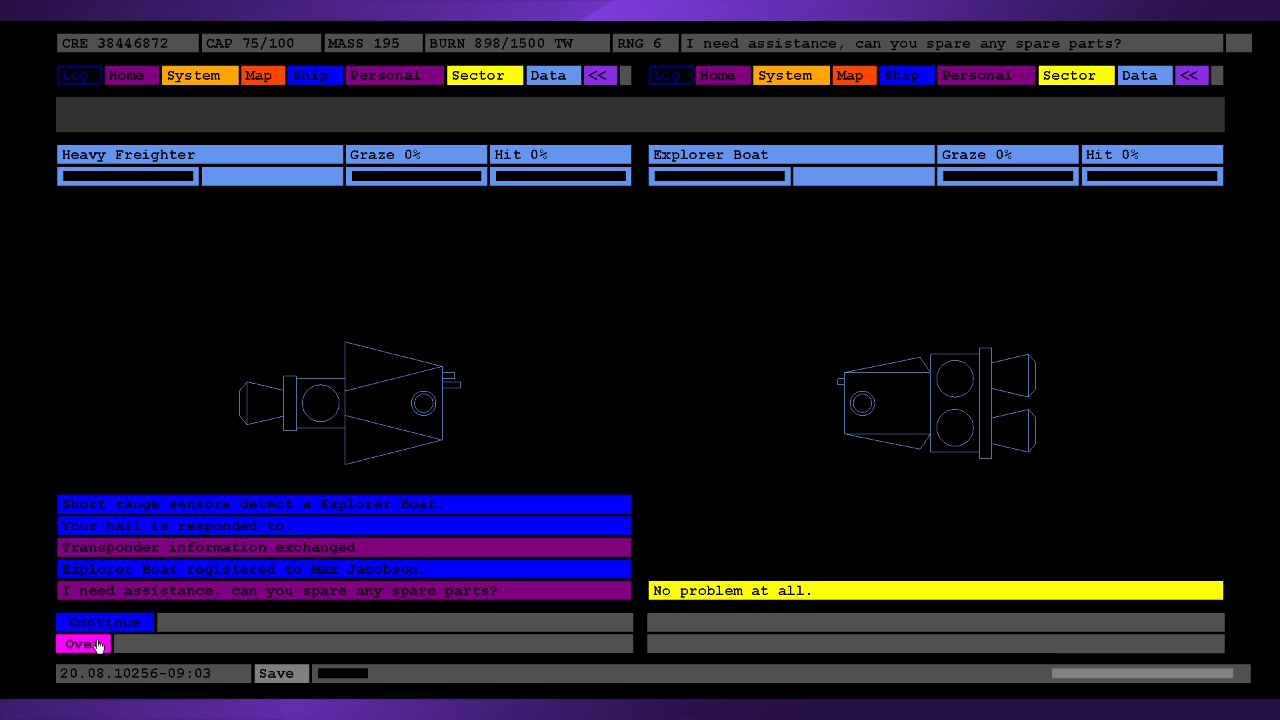 CRE 38446872 CAP 75/100 MASS 195 BURN 898/1500 TW RNG 6 I need assistance, can you spare any spare parts?
Log Home System Map Ship Personal Sector Data << Log Home System Map Ship Personal Sector Data <<
Heavy Freighter Graze 0% Hit 0% Explorer Boat Graze 0% Hit 0%
Short range sensors detect a Explorer Boat.
Your hail is responded to.
Transponder information exchanged
Explorer Boat registered to Max Jacobson.
I need assistance, can you spare any spare parts? No problem at all.
Continue
20.08.10256-09:03 Save